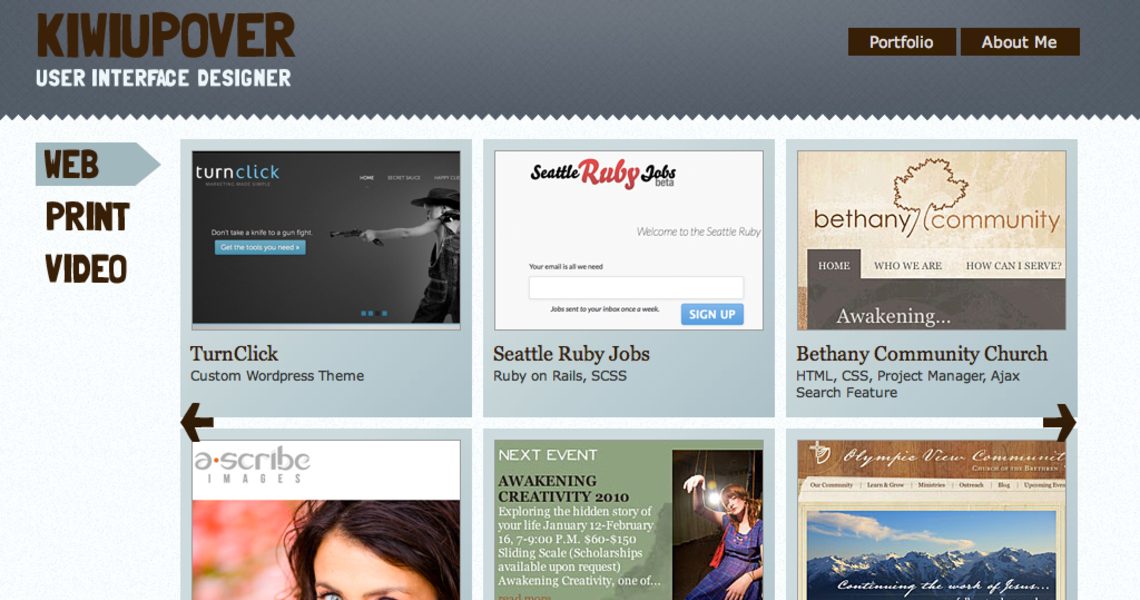 KIWIUPOVER
USER INTERFACE DESIGNER
Portfolio
About Me
WEB
PRINT
VIDEO
turnclick
MARKETING MADE SIMPLE
HOME
SECRET SAUCE
HAPPY
Don't take a knife to a gun fight.
Get the tools you need »
TurnClick
Custom Wordpress Theme
Seattle Ruby Jobs
beta
Welcome to the Seattle Ruby
Your email is all we need
Jobs sent to your inbox once a week.
SIGN UP
Seattle Ruby Jobs
Ruby on Rails, SCSS
bethany community
HOME
WHO WE ARE
HOW CAN I SERVE?
Awakening...
Bethany Community Church
HTML, CSS, Project Manager, Ajax
Search Feature
a·scribe
IMAGES
NEXT EVENT
AWAKENING
CREATIVITY 2010
Exploring the hidden story of
your life January 12-February
16, 7-9:00 P.M. $60-$150
Sliding Scale (Scholarships
available upon request)
Awakening Creativity, one of...
read more
Olympic View Communit
CHURCH OF THE BRETHREN
Our Community | Learn & Grow | Ministries | Outreach | Blog | Upcoming Even
Continuing the work of Jesus...